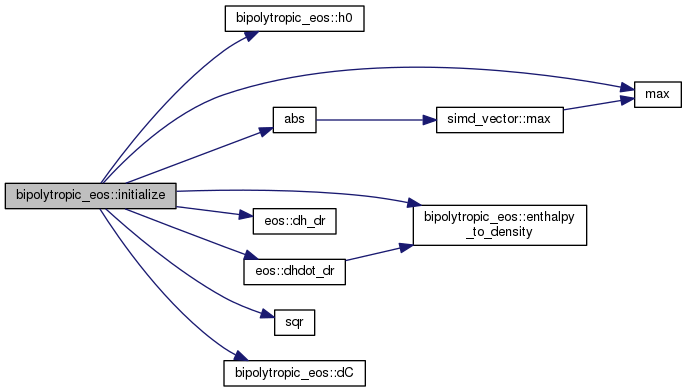 bipolytropic_eos::h0
max
abs
simd_vector::max
bipolytropic_eos::initialize
bipolytropic_eos::enthalpy
_to_density
eos::dh_dr
eos::dhdot_dr
sqr
bipolytropic_eos::dC